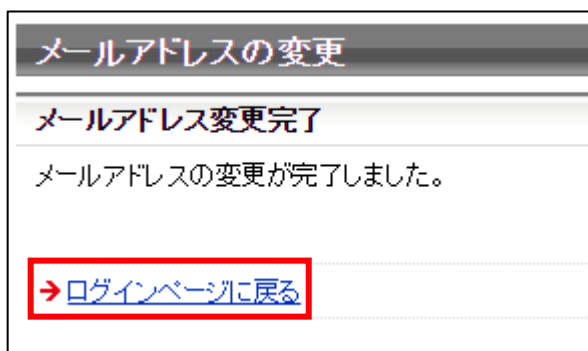 メールアドレスの変更
メールアドレス変更完了
メールアドレスの変更が完了しました。
ログインページに戻る